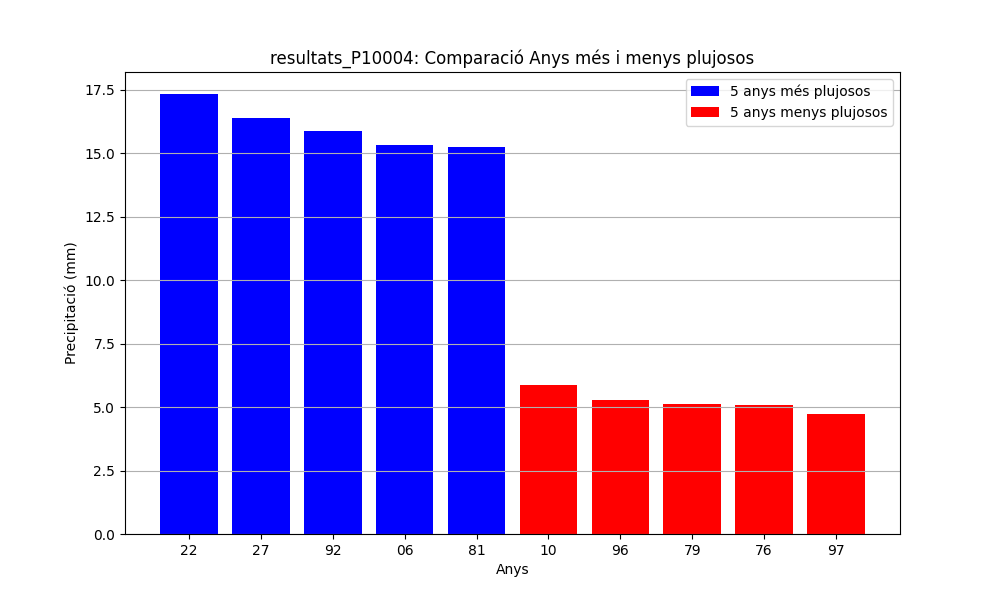 resultats_P10004: Comparació Anys més i menys plujosos
5 anys més plujosos
5 anys menys plujosos
Precipitació (mm)
17.5
15.0
12.5
10.0
7.5
5.0
2.5
0.0
22 27 92 06 81 10 96 79 76 97
Anys